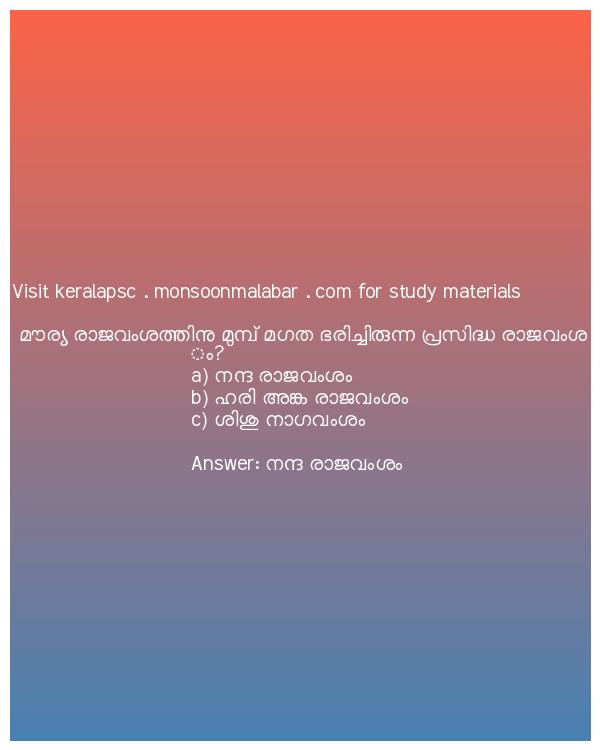 Visit keralapsc . monsoonmalabar . com for study materials
മൗര്യ രാജവംശത്തിനു മുമ്പ് മഗത ഭരിച്ചിരുന്ന പ്രസിദ്ധ രാജവംശ
ം?
a) നന്ദ രാജവംശം
b) ഹരി അങ്ക രാജവംശം
c) ശിശു നാഗവംശം
Answer: നന്ദ രാജവംശം